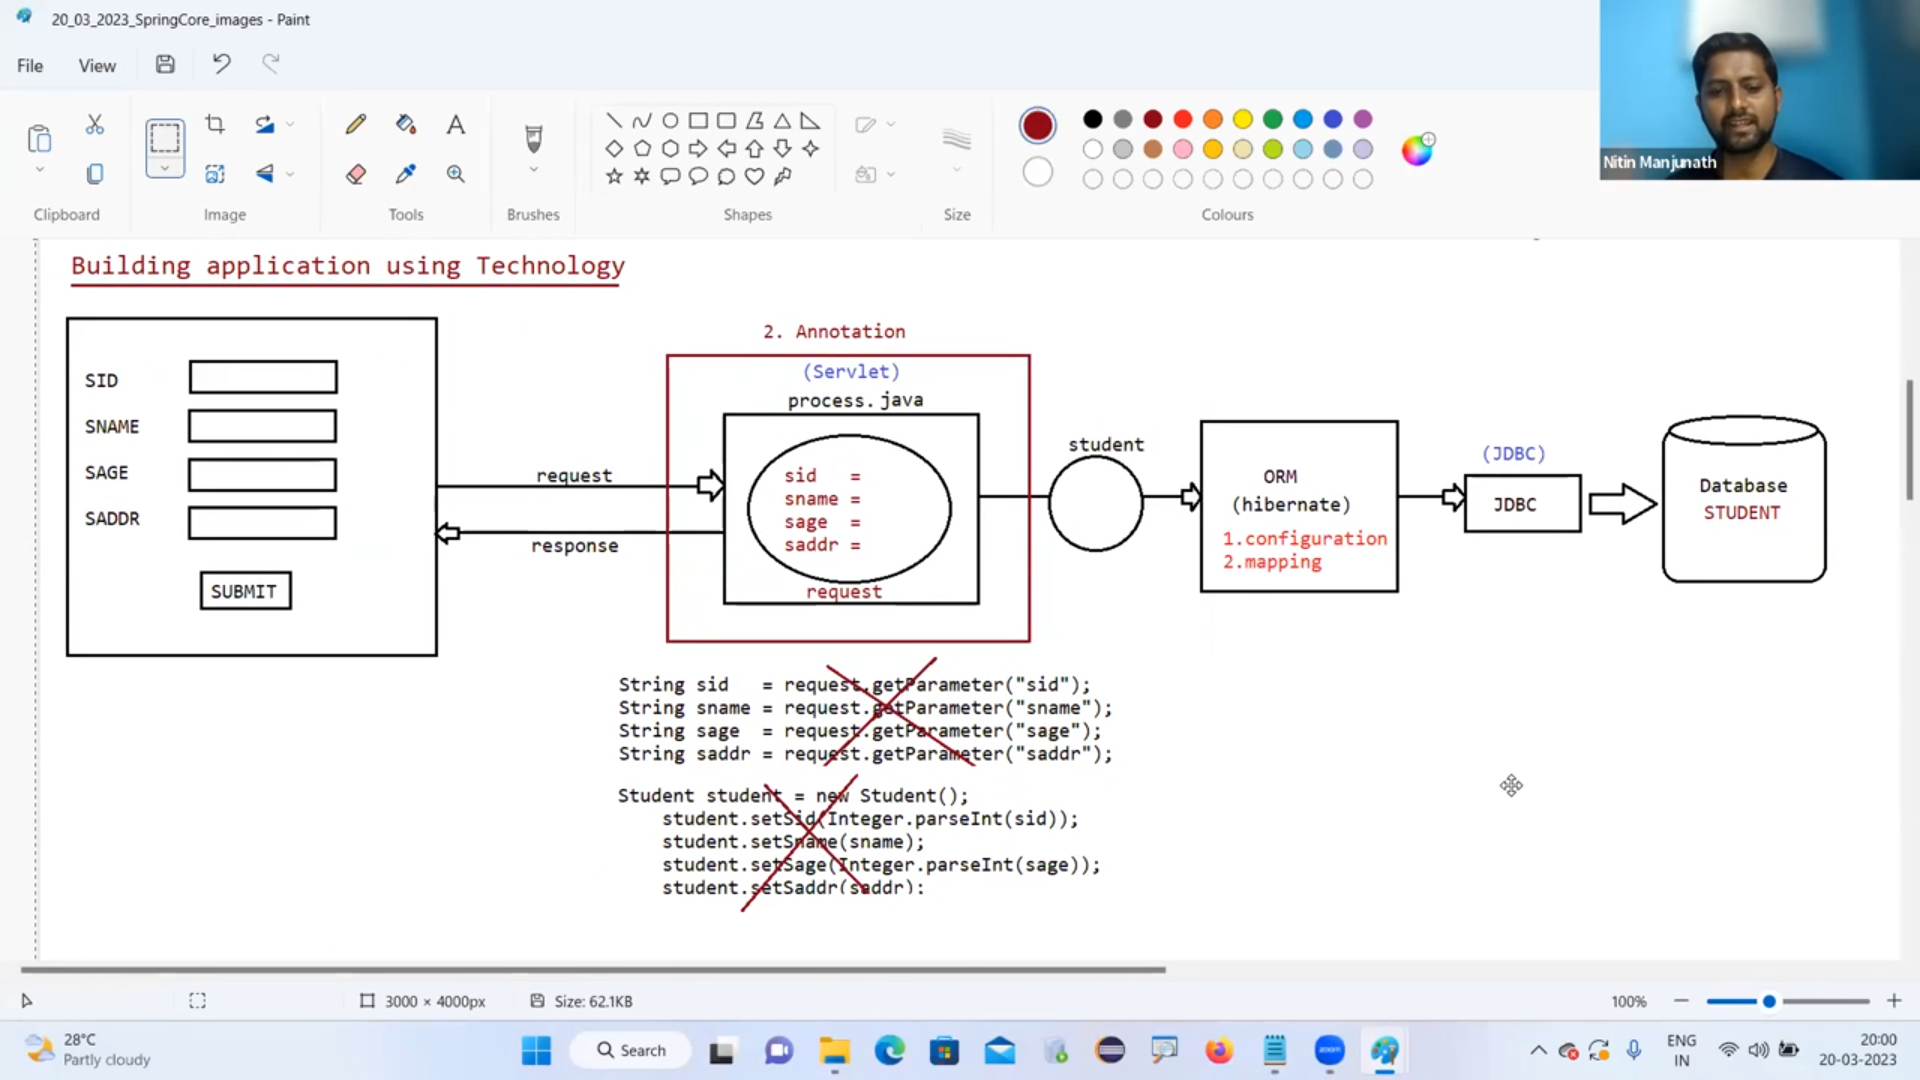 20_03_2023_SpringCore_images - Paint
File
View
Clipboard
Image
Tools
Brushes
Shapes
Size
Colours
Nitin Manjunath
Building application using Technology
SID
SNAME
SAGE
SADDR
SUBMIT
request
response
2. Annotation
(Servlet)
process.java
sid =
sname =
sage =
saddr =
request
student
ORM
(hibernate)
1.configuration
2.mapping
(JDBC)
JDBC
Database
STUDENT
String sid = request.getParameter("sid");
String sname = request.getParameter("sname");
String sage = request.getParameter("sage");
String saddr = request.getParameter("saddr");
Student student = new Student();
student.setSid(Integer.parseInt(sid));
student.setSname(sname);
student.setSage(Integer.parseInt(sage));
student.setSaddr(saddr);
3000 × 4000px
Size: 62.1KB
100%
28°C
Partly cloudy
Search
zoom
ENG
IN
20:00
20-03-2023